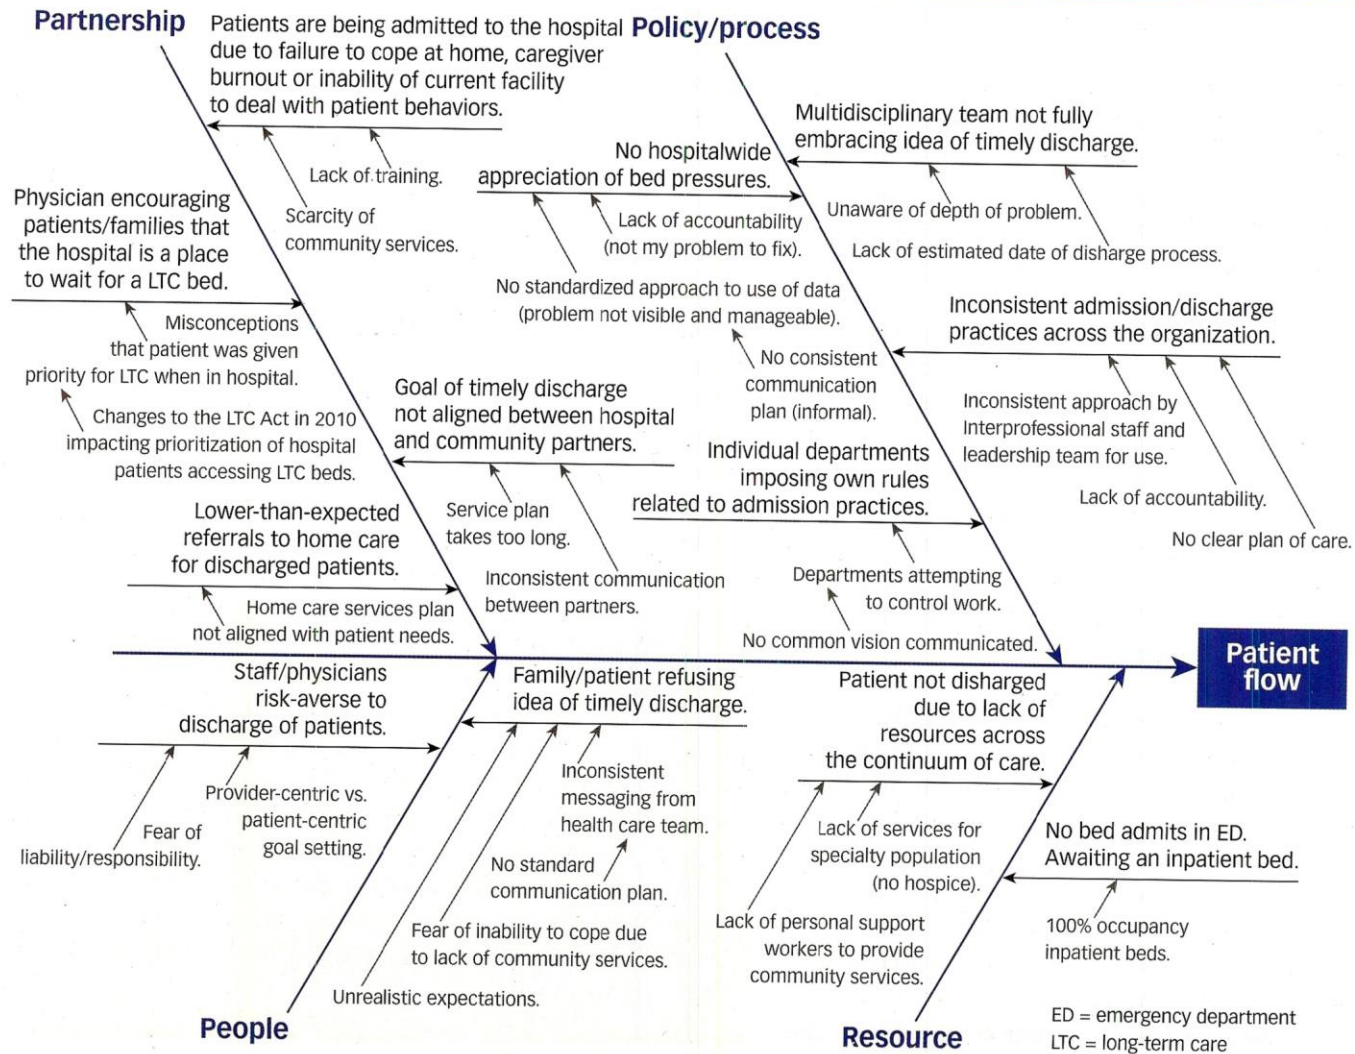 Partnership
Patients are being admitted to the hospital
due to failure to cope at home, caregiver
burnout or inability of current facility
to deal with patient behaviors.
Lack of training.
Scarcity of
community services.
Physician encouraging
patients/families that
the hospital is a place
to wait for a LTC bed.
Misconceptions
that patient was given
priority for LTC when in hospital.
Changes to the LTC Act in 2010
impacting prioritization of hospital
patients accessing LTC beds.
Goal of timely discharge
not aligned between hospital
and community partners.
Service plan
takes too long.
Inconsistent communication
between partners.
Lower-than-expected
referrals to home care
for discharged patients.
Home care services plan
not aligned with patient needs.
Policy/process
Multidisciplinary team not fully
embracing idea of timely discharge.
Unaware of depth of problem.
Lack of estimated date of disharge process.
No hospitalwide
appreciation of bed pressures.
Lack of accountability
(not my problem to fix).
No standardized approach to use of data
(problem not visible and manageable).
No consistent
communication
plan (informal).
Inconsistent admission/discharge
practices across the organization.
Inconsistent approach by
Interprofessional staff and
leadership team for use.
Lack of accountability.
No clear plan of care.
Individual departments
imposing own rules
related to admission practices.
Departments attempting
to control work.
No common vision communicated.
Patient
flow
Staff/physicians
risk-averse to
discharge of patients.
Provider-centric vs.
patient-centric
goal setting.
Fear of
liability/responsibility.
Family/patient refusing
idea of timely discharge.
Inconsistent
messaging from
health care team.
No standard
communication plan.
Fear of inability to cope due
to lack of community services.
Unrealistic expectations.
People
Patient not disharged
due to lack of
resources across
the continuum of care.
Lack of services for
specialty population
(no hospice).
Lack of personal support
workers to provide
community services.
No bed admits in ED.
Awaiting an inpatient bed.
100% occupancy
inpatient beds.
Resource
ED = emergency department
LTC = long-term care